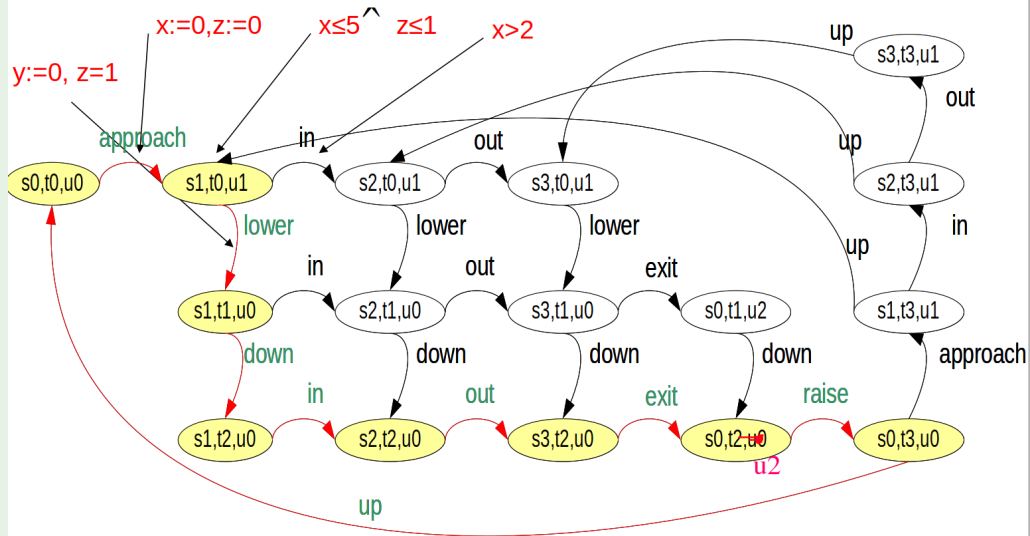 x:=0,z:=0
x≤5^ z≤1
x>2
up
s3,t3,u1
y:=0, z=1
out
approach
in
out
up
s0,t0,u0
s1,t0,u1
s2,t0,u1
s3,t0,u1
s2,t3,u1
lower
lower
lower
in
up
in
out
exit
s1,t1,u0
s2,t1,u0
s3,t1,u0
s0,t1,u2
s1,t3,u1
down
down
down
down
approach
in
out
exit
raise
s1,t2,u0
s2,t2,u0
s3,t2,u0
s0,t2,u0
s0,t3,u0
u2
up